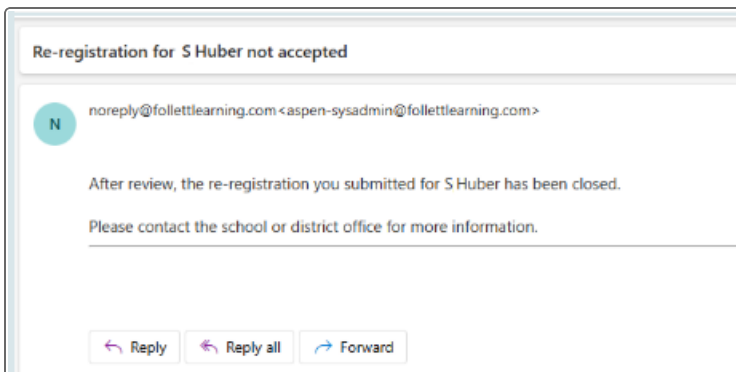 Re-registration for S Huber not accepted
N
noreply@follettlearning.com<aspen-sysadmin@follettlearning.com>
After review, the re-registration you submitted for S Huber has been closed.
Please contact the school or district office for more information.
Reply
Reply all
Forward